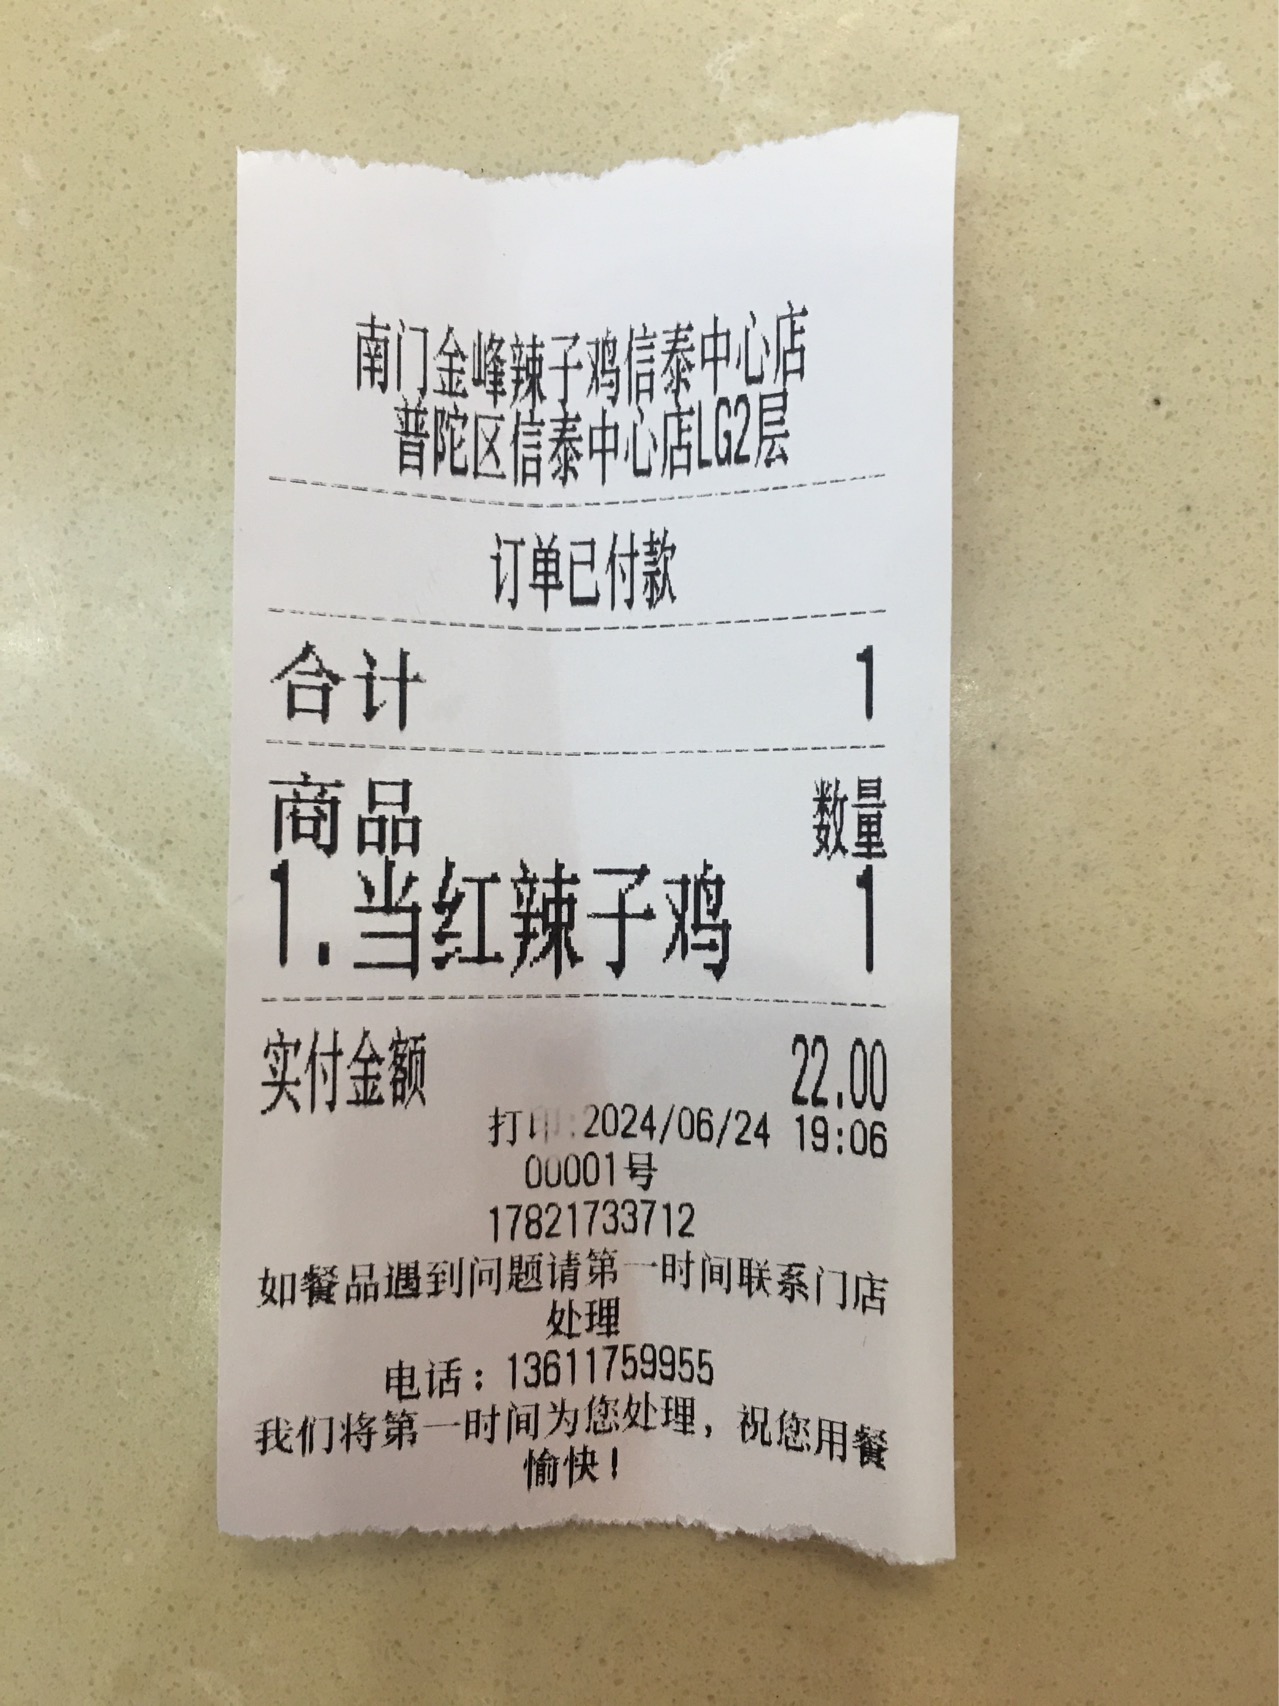 南门金峰辣子鸡信泰中心店
普陀区信泰中心店LG2层
订单已付款
合计 1
商品 数量
1.当红辣子鸡 1
实付金额 22.00
打印:2024/06/24 19:06
00001号
17821733712
如餐品遇到问题请第一时间联系门店
处理
电话：13611759955
我们将第一时间为您处理，祝您用餐
愉快！